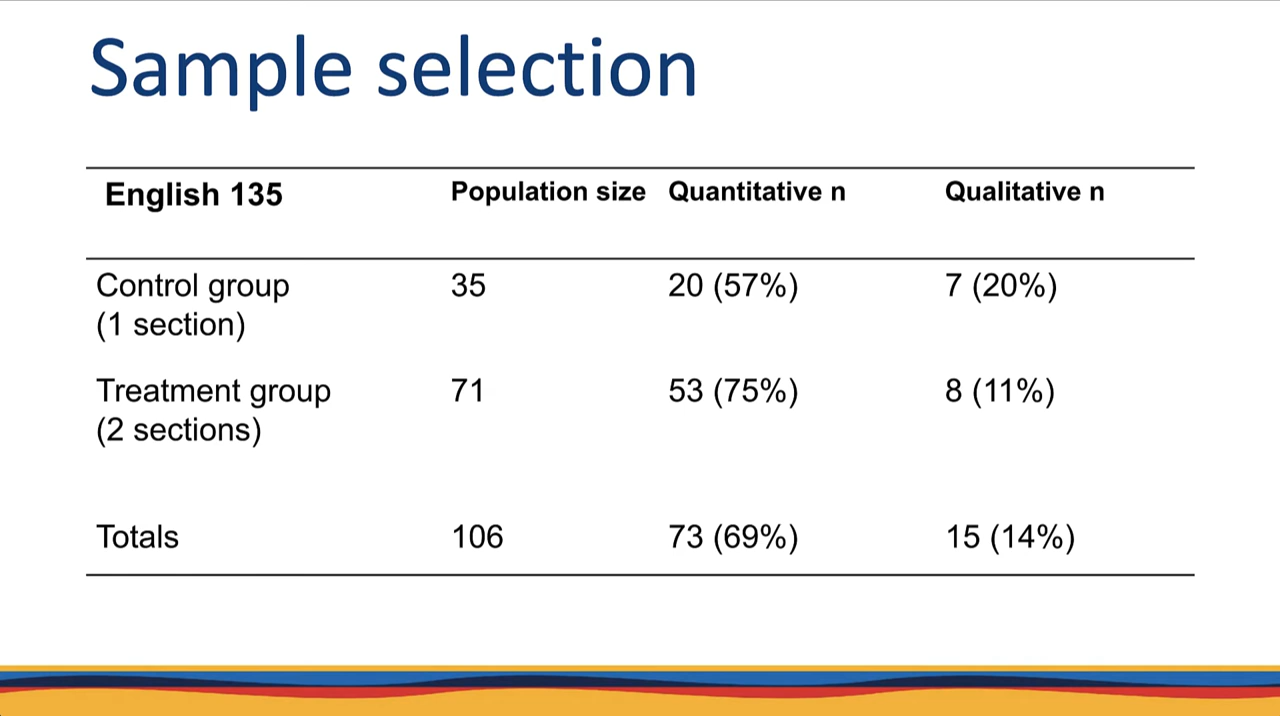 Sample selection
English 135 Population size Quantitative n Qualitative n
Control group 35 20 (57%) 7 (20%)
(1 section)
Treatment group 71 53 (75%) 8 (11%)
(2 sections)
Totals 106 73 (69%) 15 (14%)